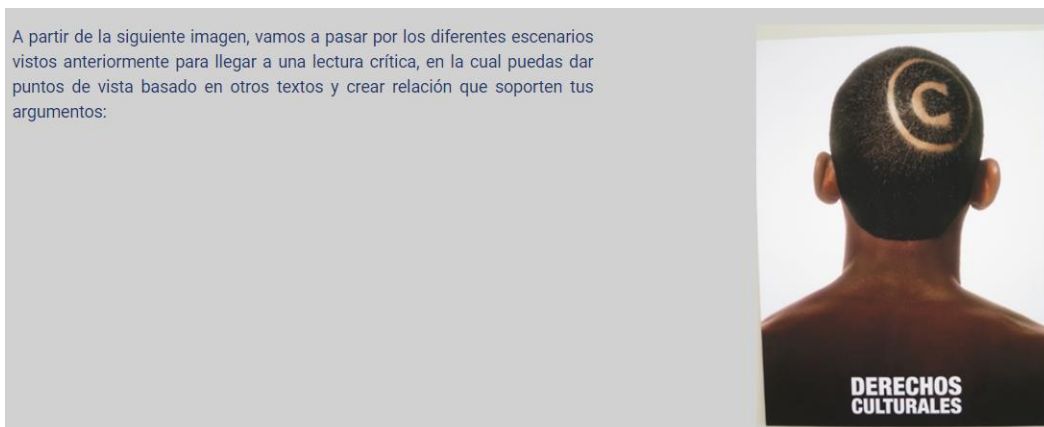 A partir de la siguiente imagen, vamos a pasar por los diferentes escenarios
vistos anteriormente para llegar a una lectura crítica, en la cual puedas dar
puntos de vista basado en otros textos y crear relación que soporten tus
argumentos:
©
DERECHOS
CULTURALES